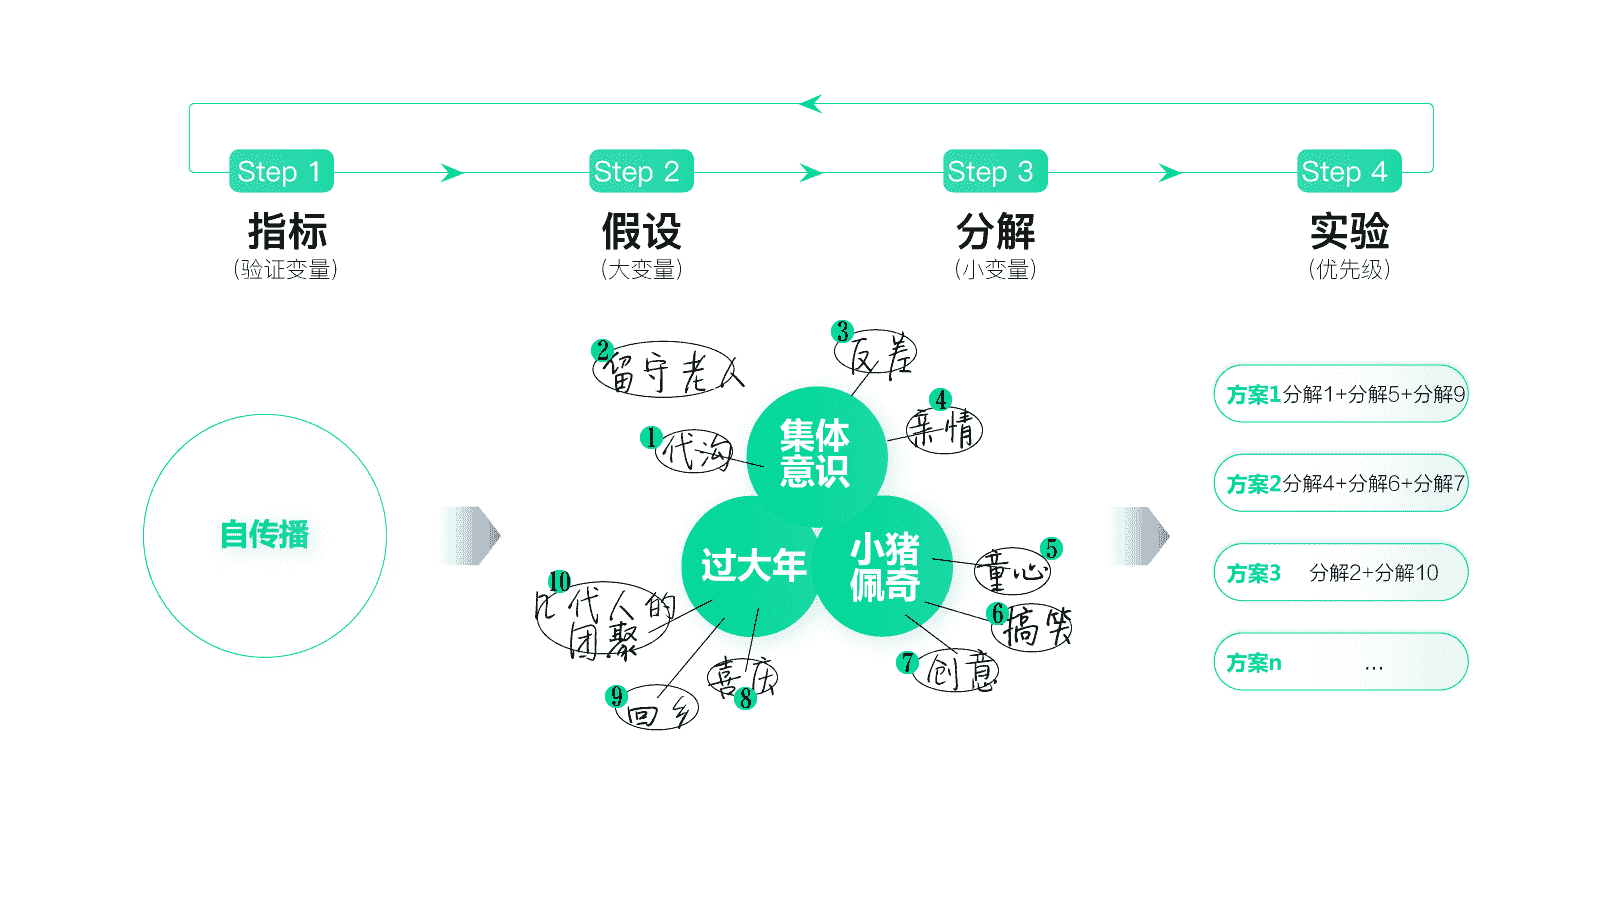 Step 1
Step 2
Step 3
Step 4
指标
假设
分解
实验
(验证变量)
(大变量)
(小变量)
(优先级)
自传播
2
留守老人
3
反差
4
亲情
1
代沟
集体
意识
过大年
小猪
佩奇
5
童心
6
搞笑
7
创意
10
几代人的
团聚
9
回乡
喜庆
8
方案1分解1+分解5+分解9
方案2分解4+分解6+分解7
方案3 分解2+分解10
方案n ...